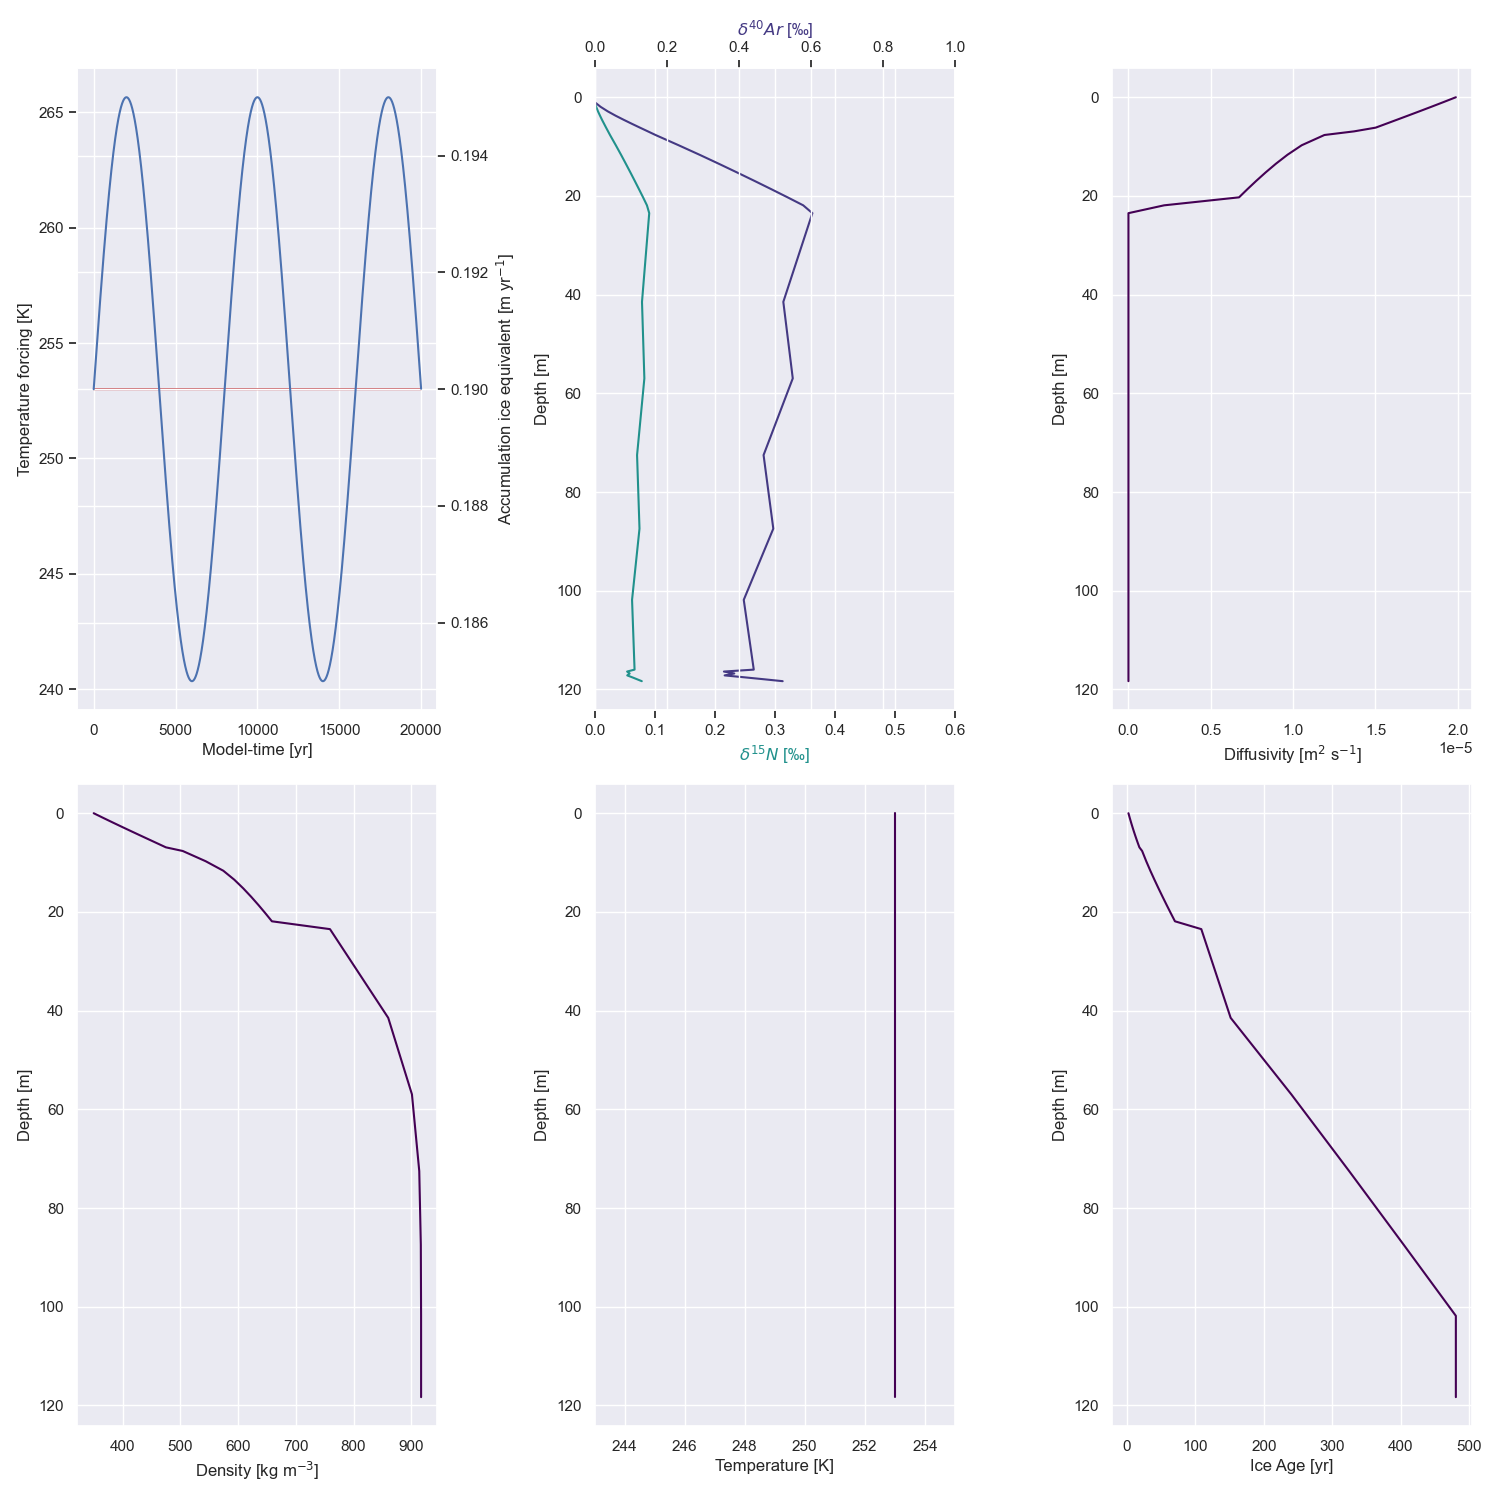 δ⁴⁰Ar [‰]
0.0 0.2 0.4 0.6 0.8 1.0
265
260
255
250
245
240
Temperature forcing [K]
0 5000 10000 15000 20000
Model-time [yr]
0.194
0.192
0.190
0.188
0.186
Accumulation ice equivalent [m yr⁻¹]
0
20
40
60
80
100
120
Depth [m]
0.0 0.1 0.2 0.3 0.4 0.5 0.6
δ¹⁵N [‰]
0
20
40
60
80
100
120
Depth [m]
0.0 0.5 1.0 1.5 2.0
1e−5
Diffusivity [m² s⁻¹]
0
20
40
60
80
100
120
Depth [m]
400 500 600 700 800 900
Density [kg m⁻³]
0
20
40
60
80
100
120
Depth [m]
244 246 248 250 252 254
Temperature [K]
0
20
40
60
80
100
120
Depth [m]
0 100 200 300 400 500
Ice Age [yr]